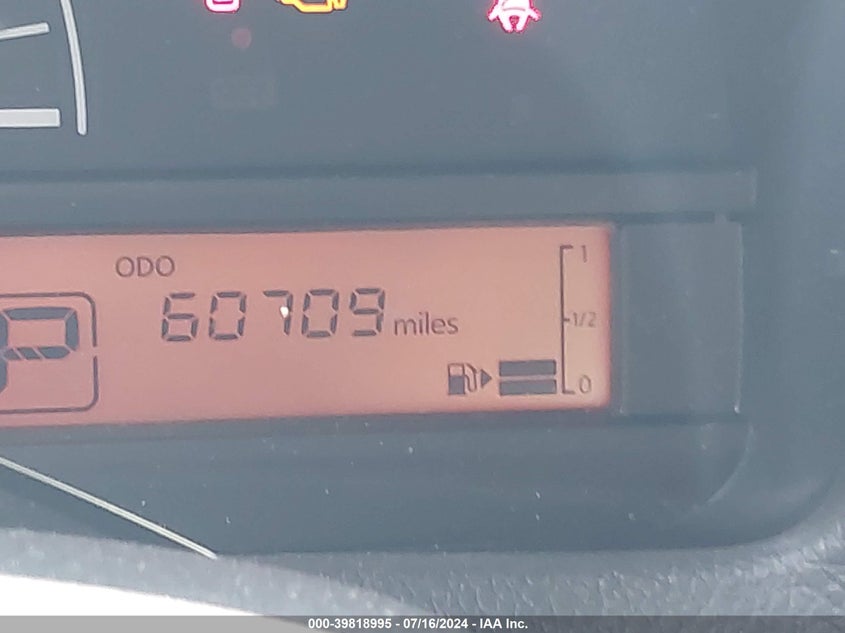 ODO
60709 miles
P
1
1/2
0
000-39818995 - 07/16/2024 - IAA Inc.